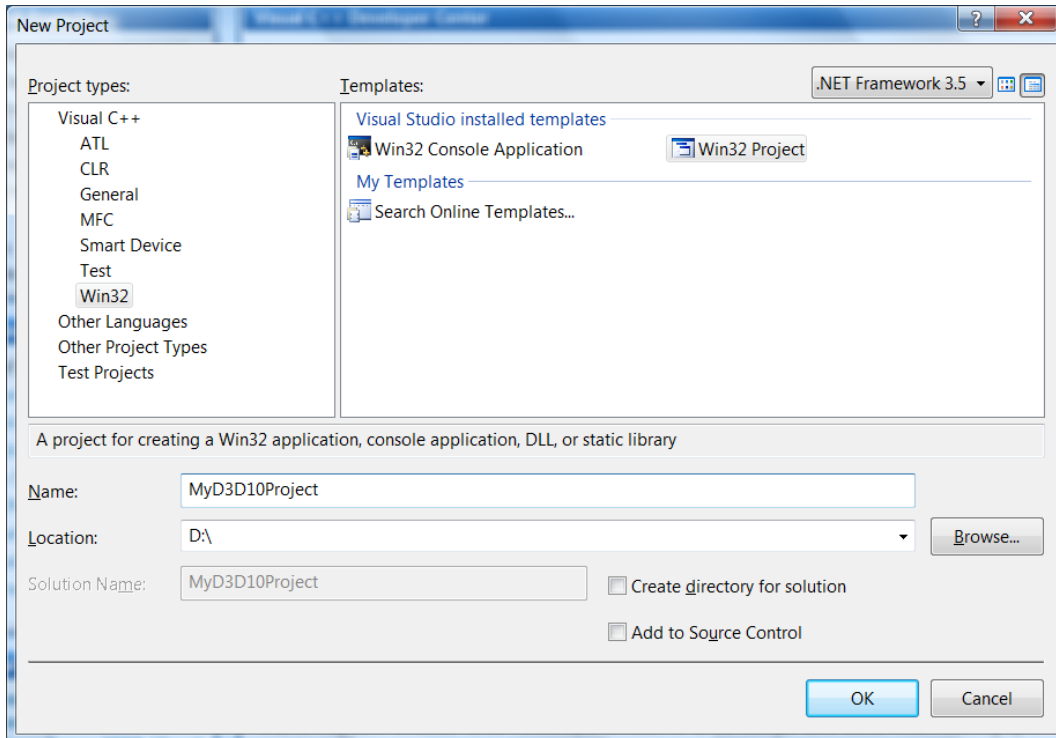 Visual C++ Developer Center
New Project
Project types:
Templates:
.NET Framework 3.5
Visual C++
ATL
CLR
General
MFC
Smart Device
Test
Win32
Other Languages
Other Project Types
Test Projects
Visual Studio installed templates
Win32 Console Application
Win32 Project
My Templates
Search Online Templates...
A project for creating a Win32 application, console application, DLL, or static library
Name:
MyD3D10Project
Location:
D:\
Browse...
Solution Name:
MyD3D10Project
Create directory for solution
Add to Source Control
OK
Cancel